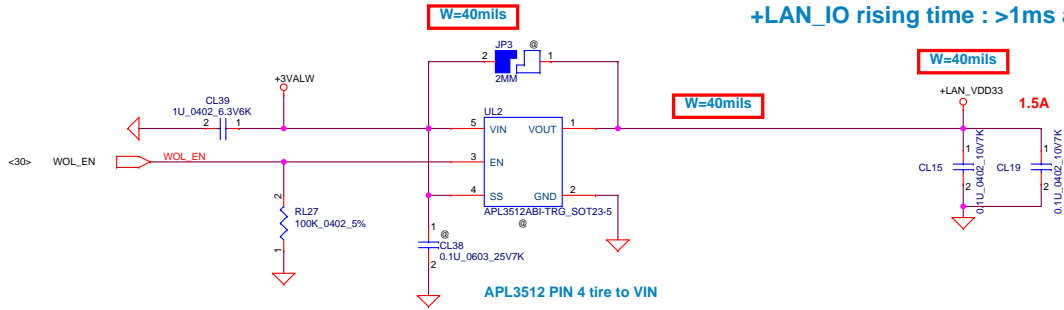 W=40mils
+LAN_IO rising time : >1ms
JP3
@
2
1
2MM
W=40mils
+3VALW
+LAN_VDD33
W=40mils
1.5A
CL39
1U_0402_6.3V6K
2
1
UL2
5
VIN
VOUT
1
<30>
WOL_EN
WOL_EN
3
EN
4
SS
GND
2
APL3512ABI-TRG_SOT23-5
@
2
RL27
100K_0402_5%
1
1
@
CL38
0.1U_0603_25V7K
2
CL15
1
2
0.1U_0402_10V7K
CL19
1
2
0.1U_0402_10V7K
APL3512 PIN 4 tire to VIN